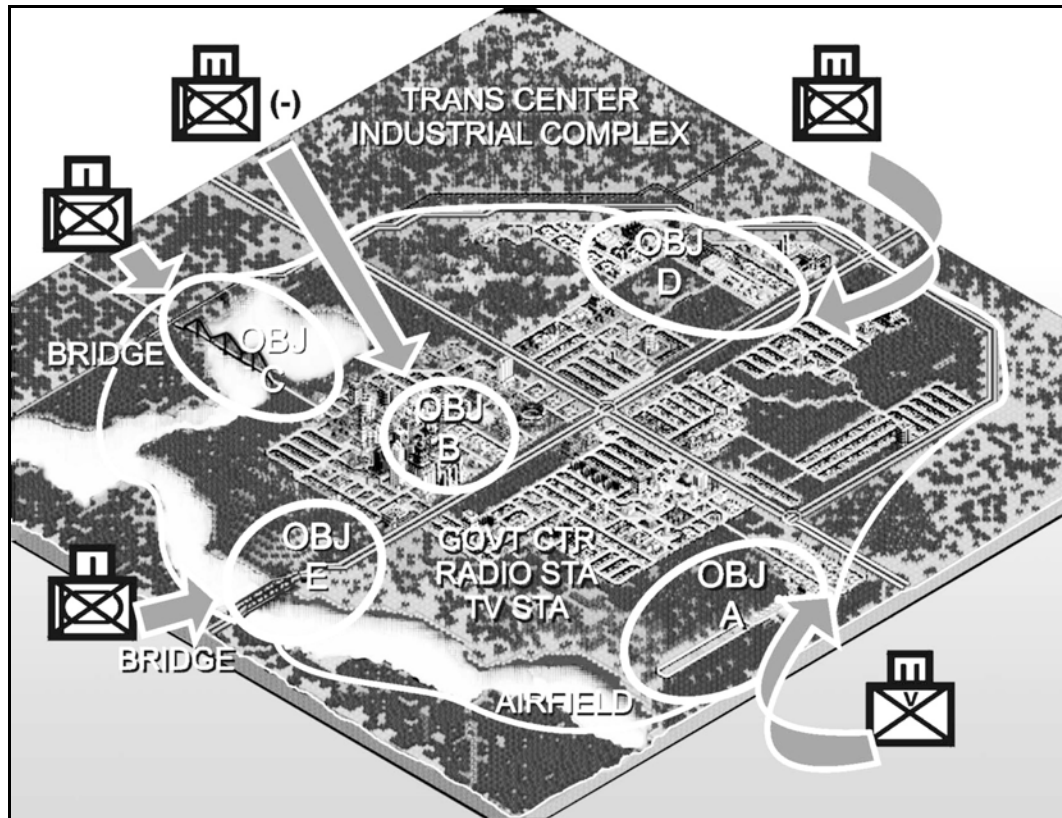 (-)
TRANS CENTER
INDUSTRIAL COMPLEX
OBJ
D
BRIDGE
OBJ
C
OBJ
B
OBJ
E
GOVT CTR
RADIO STA
TV STA
OBJ
A
BRIDGE
AIRFIELD
V